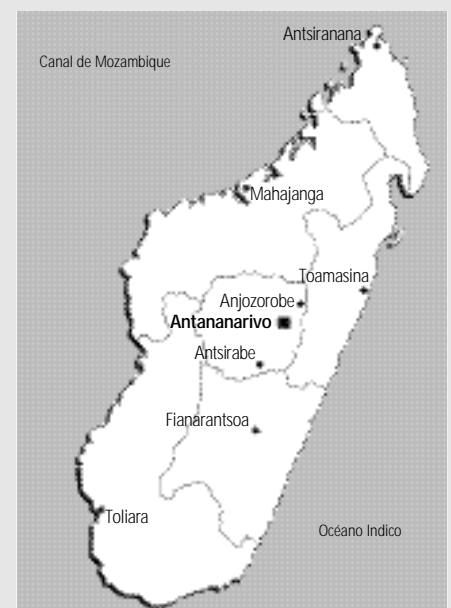 Antsiranana
Canal de Mozambique
Mahajanga
Toamasina
Anjozorobe
Antananarivo
Antsirabe
Fianarantsoa
Toliara
Océano Indico